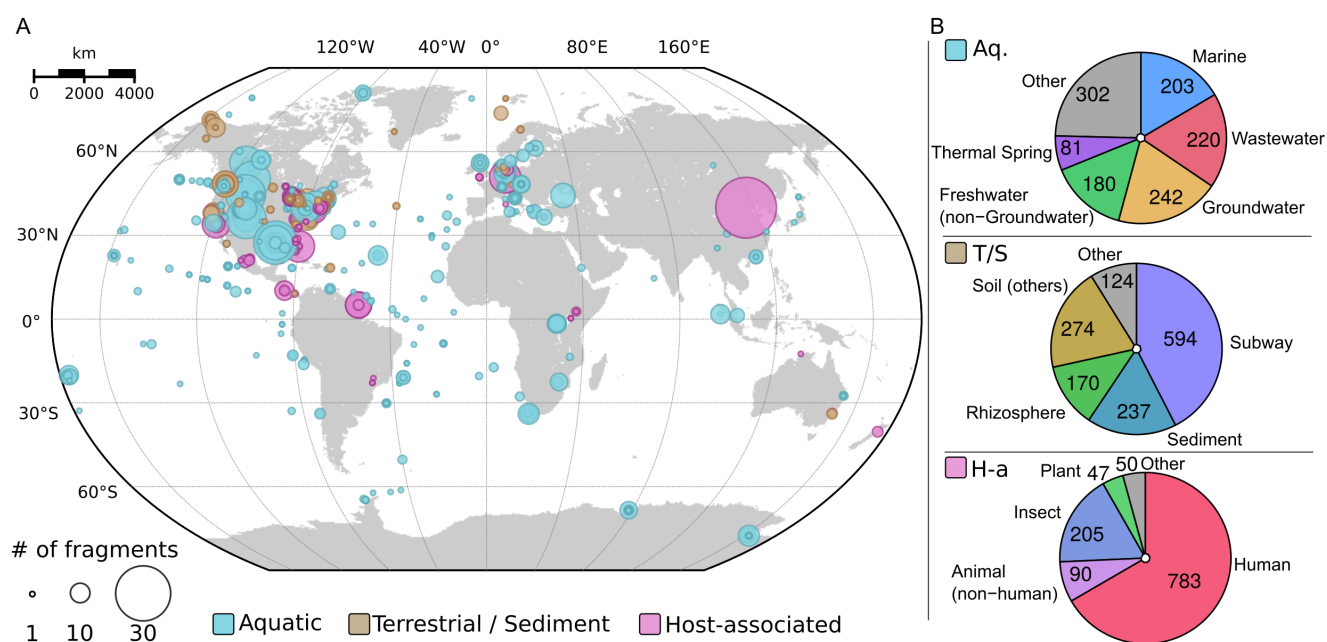 A
km
0 2000 4000
120°W 40°W 0° 80°E 160°E
60°N
30°N
0°
30°S
60°S
# of fragments
1 10 30
Aquatic
Terrestrial / Sediment
Host−associated
B
Aq.
Marine
203
Wastewater
220
Groundwater
242
Freshwater
(non−Groundwater)
180
Thermal Spring
81
Other
302
T/S
Other
124
Soil (others)
274
Subway
594
Rhizosphere
170
Sediment
237
H-a
Plant 47
50 Other
Insect
205
Animal
(non−human)
90
Human
783